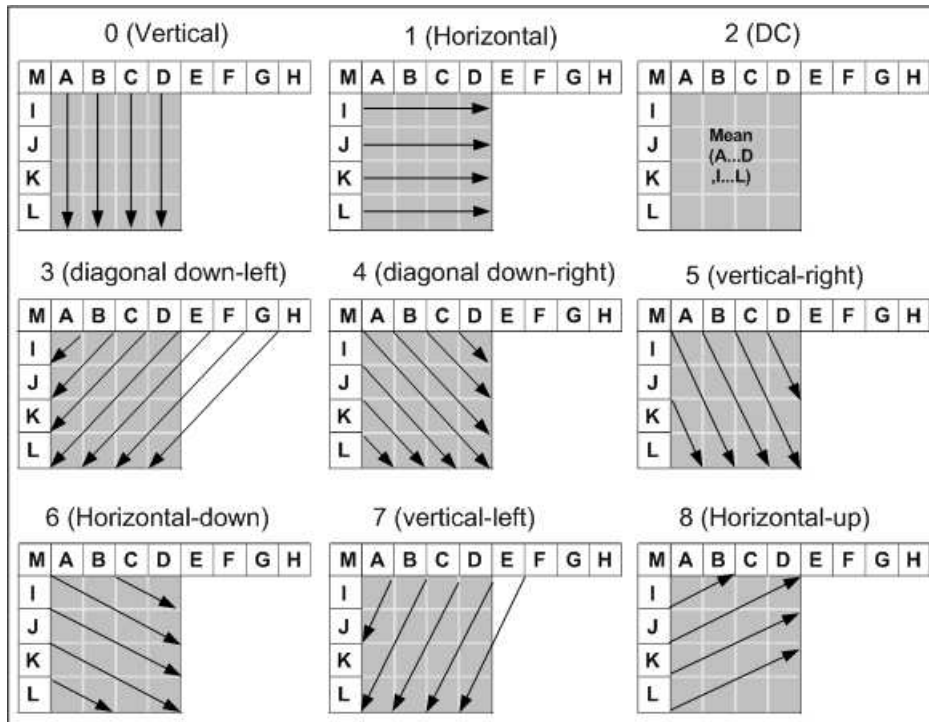 0 (Vertical)
1 (Horizontal)
2 (DC)
M A B C D E F G H
M A B C D E F G H
M A B C D E F G H
I
J
K
L
I
J
K
L
I
J
K
L
Mean
(A...D
,I...L)
3 (diagonal down-left)
4 (diagonal down-right)
5 (vertical-right)
M A B C D E F G H
M A B C D E F G H
M A B C D E F G H
I
J
K
L
I
J
K
L
I
J
K
L
6 (Horizontal-down)
7 (vertical-left)
8 (Horizontal-up)
M A B C D E F G H
M A B C D E F G H
M A B C D E F G H
I
J
K
L
I
J
K
L
I
J
K
L